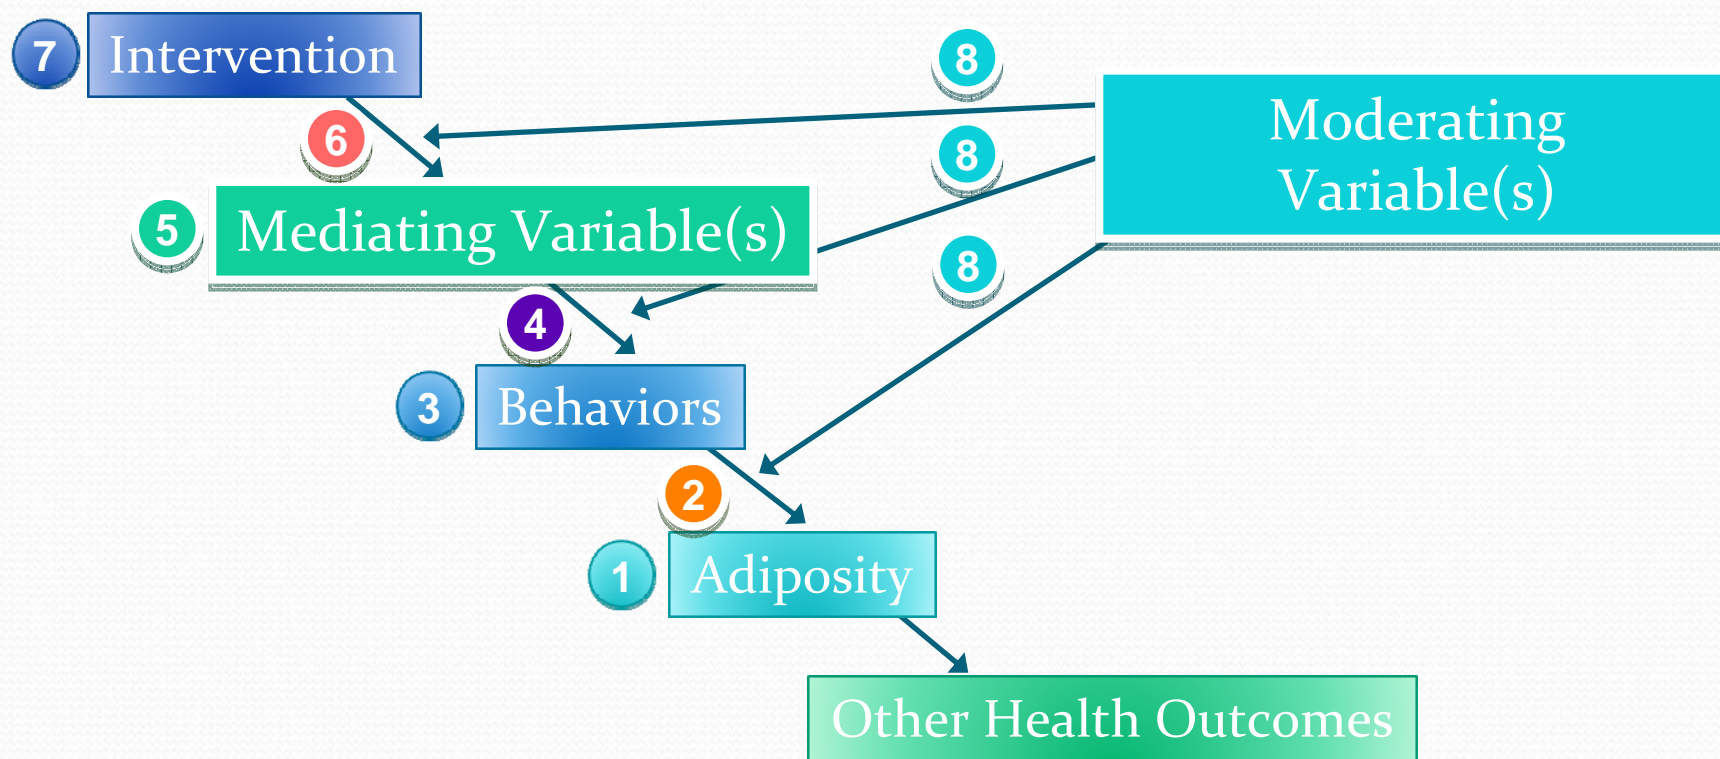 7 Intervention
8
Moderating
Variable(s)
6
8
5 Mediating Variable(s)
8
4
3 Behaviors
2
1 Adiposity
Other Health Outcomes